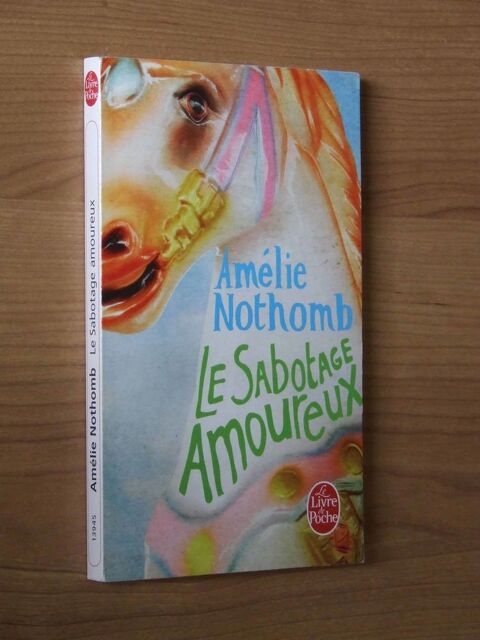 Le
Livre
de
Poche
Amélie Nothomb Le Sabotage amoureux
13945
Amélie
Nothomb
LE SABOTAGE
AMOUREUX
Le
Livre
de
Poche